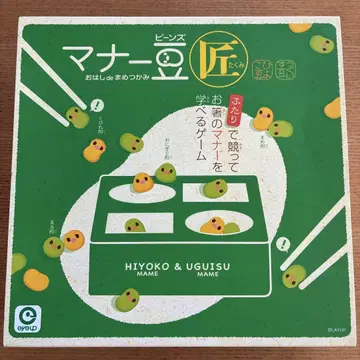 ビーンズ
マナー豆 匠
たくみ
おはしdeまめつかみ
ふたりで競って
お箸のマナーを
学べるゲーム
HIYOKO & UGUISU
MAME MAME
eyeup